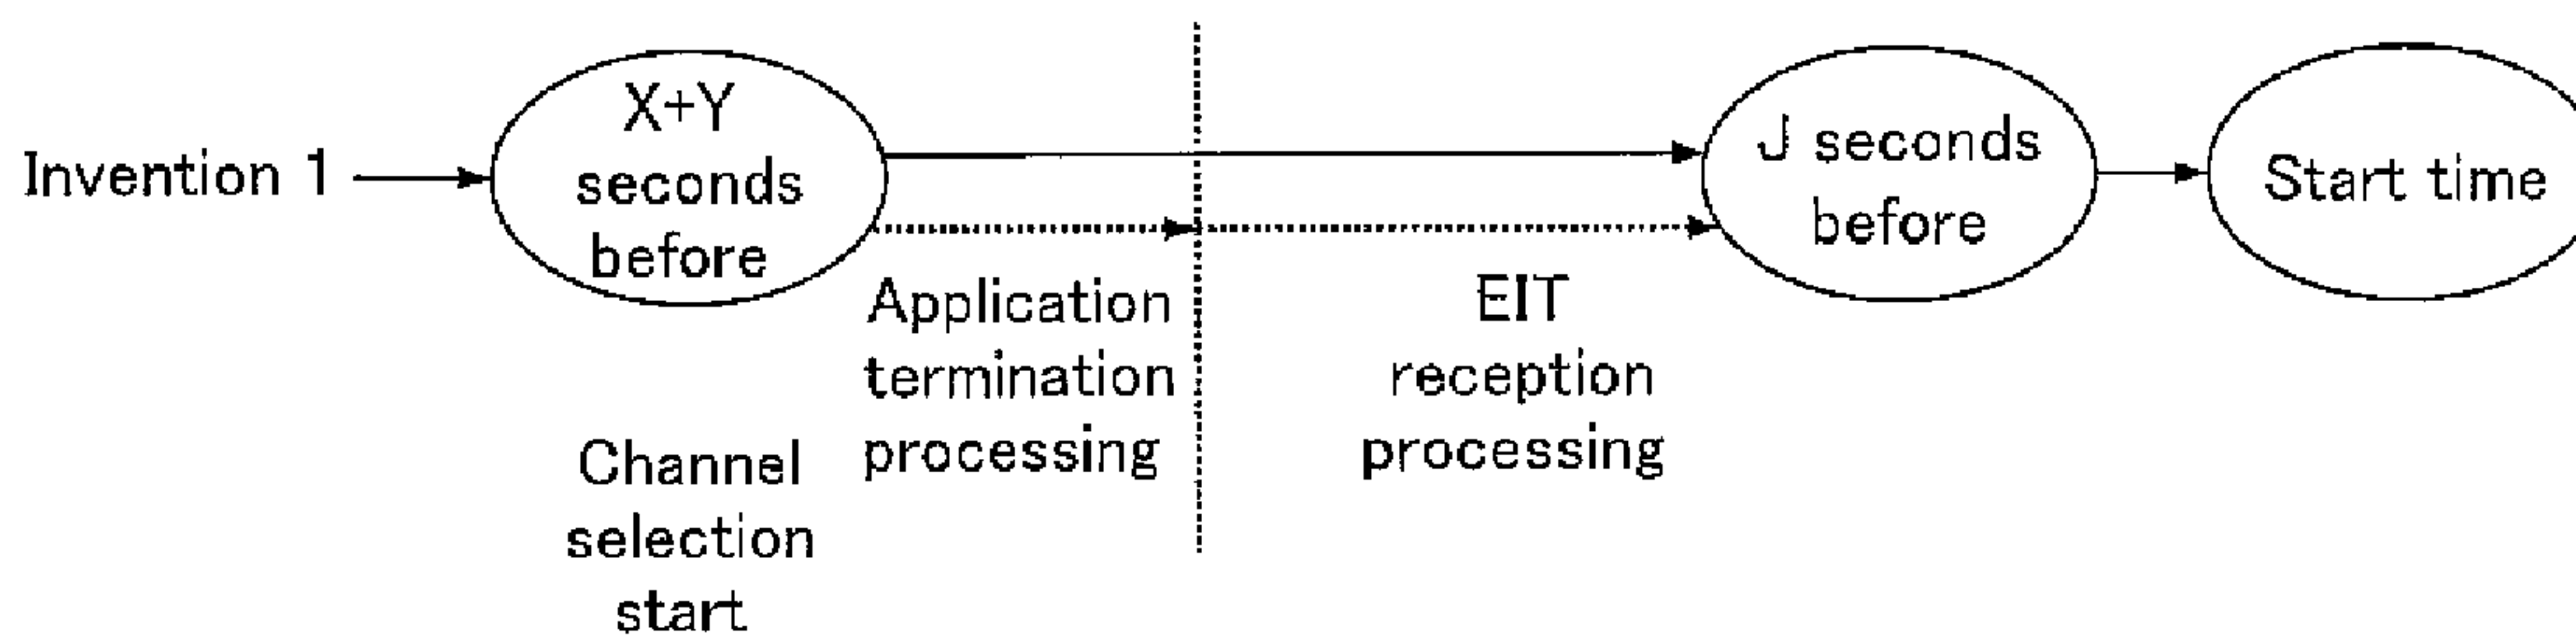 Invention 1
X+Y
seconds
before
J seconds
before
Start time
Application
termination
processing
EIT
reception
processing
Channel
selection
start